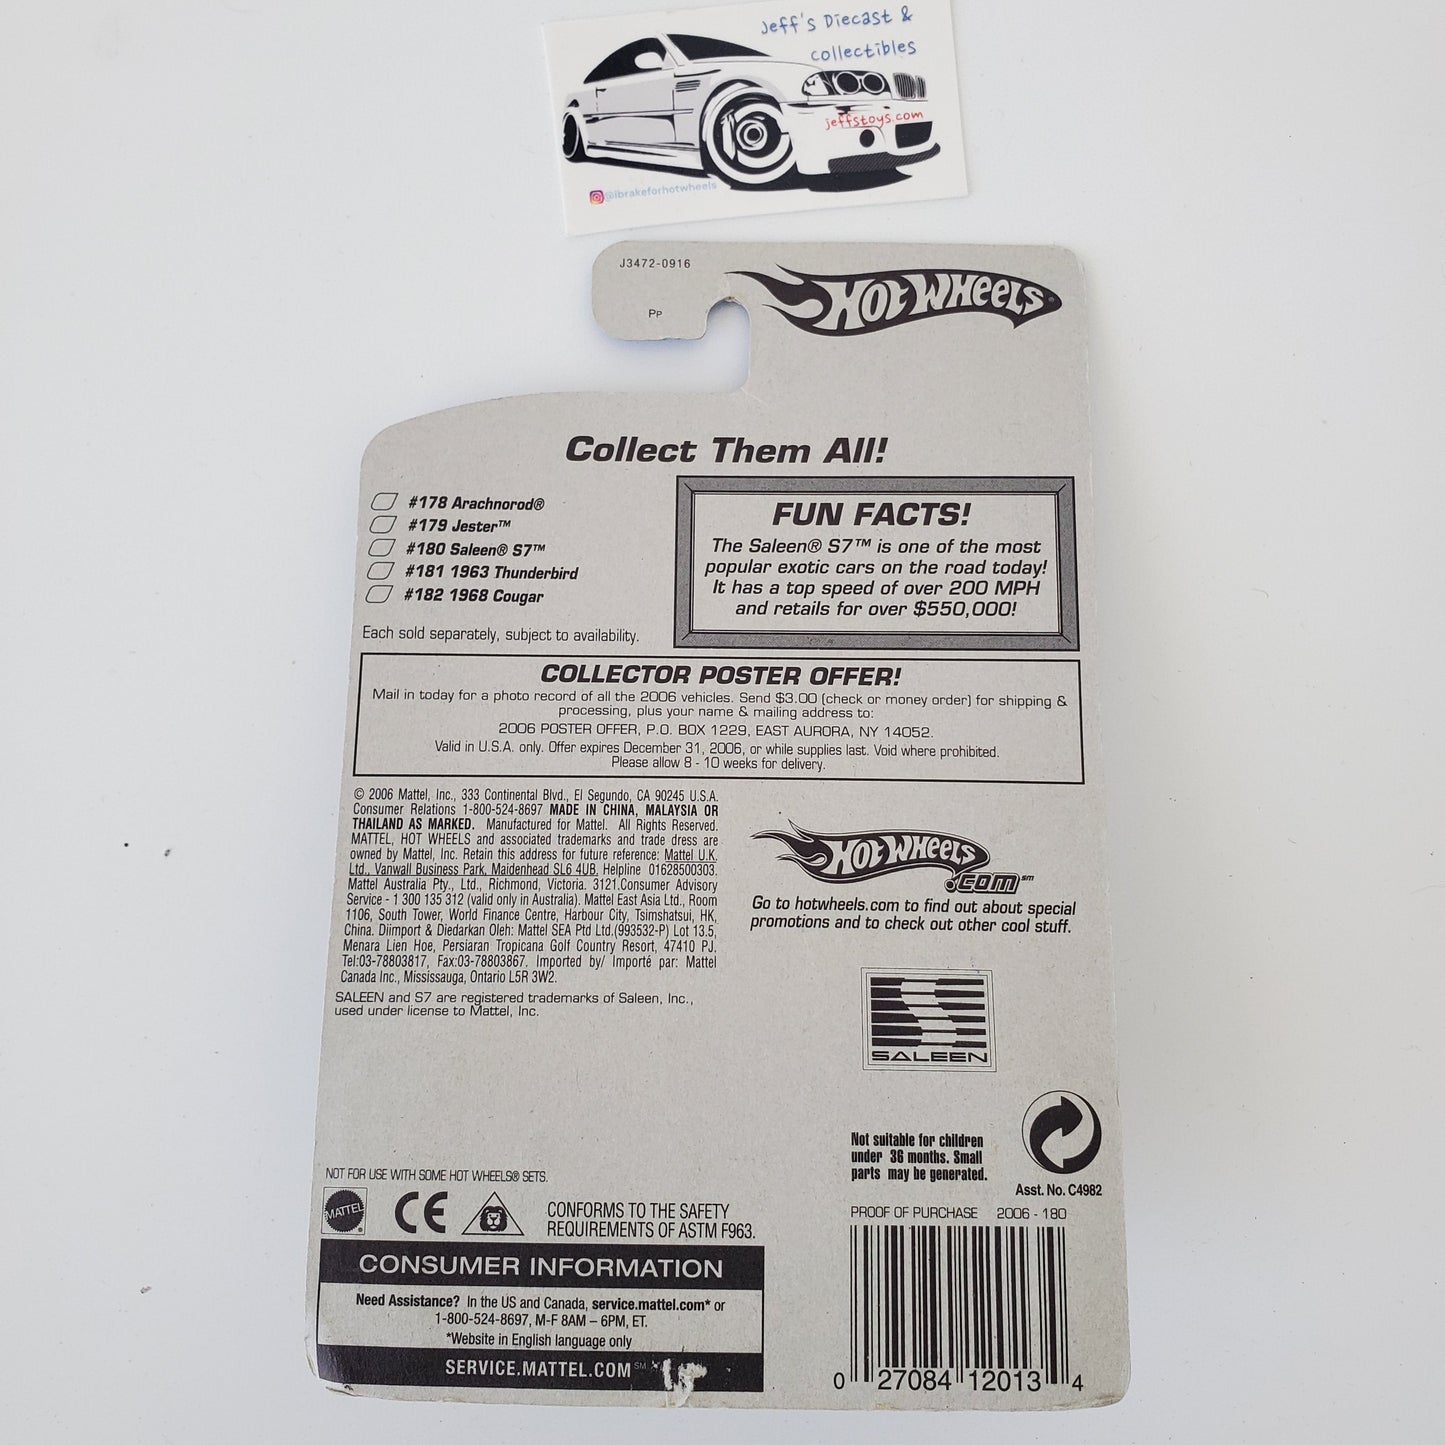 Jeff's Diecast &
collectibles
jeffstoys.com
@ibrakeforhotwheels
J3472-0916
PP
HOT WHEELS
Collect Them All!
#178 Arachnorod®
#179 Jester™
#180 Saleen® S7™
#181 1963 Thunderbird
#182 1968 Cougar
Each sold separately, subject to availability.
FUN FACTS!
The Saleen® S7™ is one of the most
popular exotic cars on the road today!
It has a top speed of over 200 MPH
and retails for over $550,000!
COLLECTOR POSTER OFFER!
Mail in today for a photo record of all the 2006 vehicles. Send $3.00 (check or money order) for shipping &
processing, plus your name & mailing address to:
2006 POSTER OFFER, P.O. BOX 1229, EAST AURORA, NY 14052.
Valid in U.S.A. only. Offer expires December 31, 2006, or while supplies last. Void where prohibited.
Please allow 8 - 10 weeks for delivery.
© 2006 Mattel, Inc., 333 Continental Blvd., El Segundo, CA 90245 U.S.A.
Consumer Relations 1-800-524-8697 MADE IN CHINA, MALAYSIA OR
THAILAND AS MARKED. Manufactured for Mattel. All Rights Reserved.
MATTEL, HOT WHEELS and associated trademarks and trade dress are
owned by Mattel, Inc. Retain this address for future reference: Mattel U.K.
Ltd., Vanwall Business Park, Maidenhead SL6 4UB. Helpline 01628500303.
Mattel Australia Pty., Ltd., Richmond, Victoria. 3121.Consumer Advisory
Service - 1 300 135 312 (valid only in Australia). Mattel East Asia Ltd., Room
1106, South Tower, World Finance Centre, Harbour City, Tsimshatsui, HK,
China. Diimport & Diedarkan Oleh: Mattel SEA Ptd Ltd.(993532-P) Lot 13.5,
Menara Lien Hoe, Persiaran Tropicana Golf Country Resort, 47410 PJ.
Tel:03-78803817, Fax:03-78803867. Imported by/ Importé par: Mattel
Canada Inc., Mississauga, Ontario L5R 3W2.
SALEEN and S7 are registered trademarks of Saleen, Inc.,
used under license to Mattel, Inc.
HOT WHEELS
.COM℠
Go to hotwheels.com to find out about special
promotions and to check out other cool stuff.
SALEEN
Not suitable for children
under 36 months. Small
parts may be generated.
Asst. No. C4982
NOT FOR USE WITH SOME HOT WHEELS® SETS.
MATTEL
CE
CONFORMS TO THE SAFETY
REQUIREMENTS OF ASTM F963.
PROOF OF PURCHASE 2006 - 180
CONSUMER INFORMATION
Need Assistance? In the US and Canada, service.mattel.com* or
1-800-524-8697, M-F 8AM – 6PM, ET.
*Website in English language only
SERVICE.MATTEL.COM℠
0 27084 12013 4